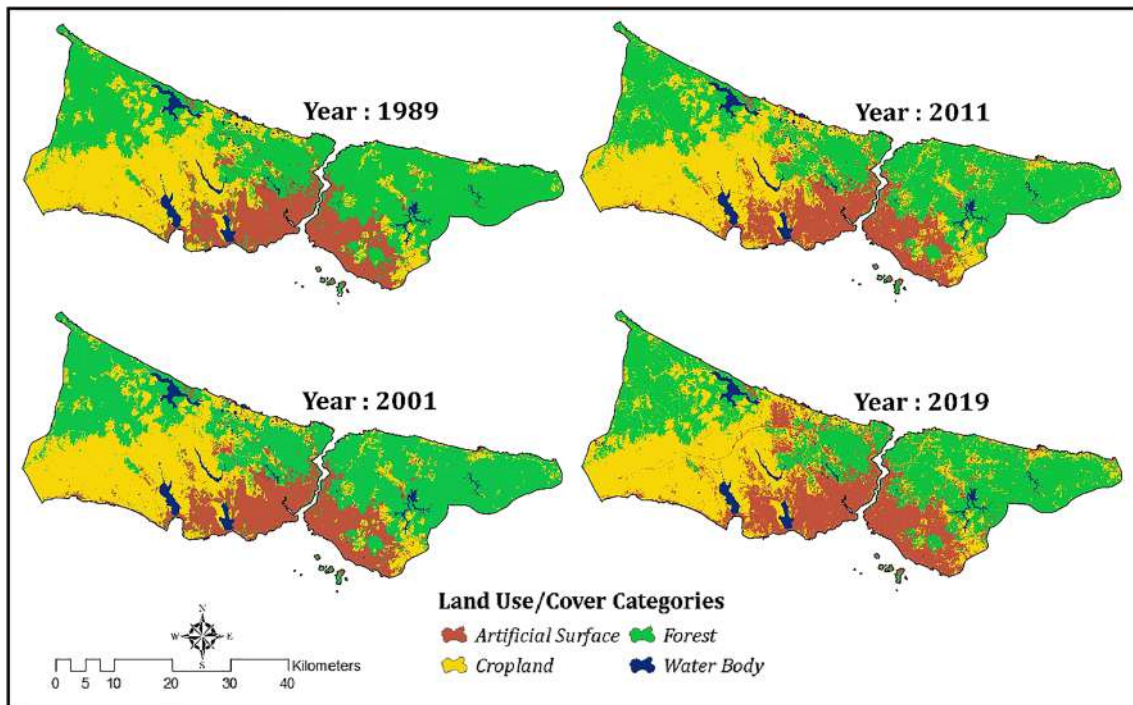 Year : 1989
Year : 2011
Year : 2001
Year : 2019
Land Use/Cover Categories
Artificial Surface
Forest
Cropland
Water Body
N
W
E
S
Kilometers
0 5 10 20 30 40